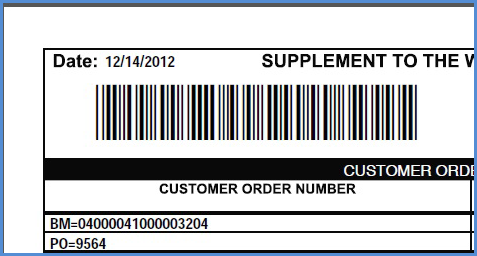 Date: 12/14/2012 SUPPLEMENT TO THE W
CUSTOMER ORDE
CUSTOMER ORDER NUMBER
BM=04000041000003204
PO=9564